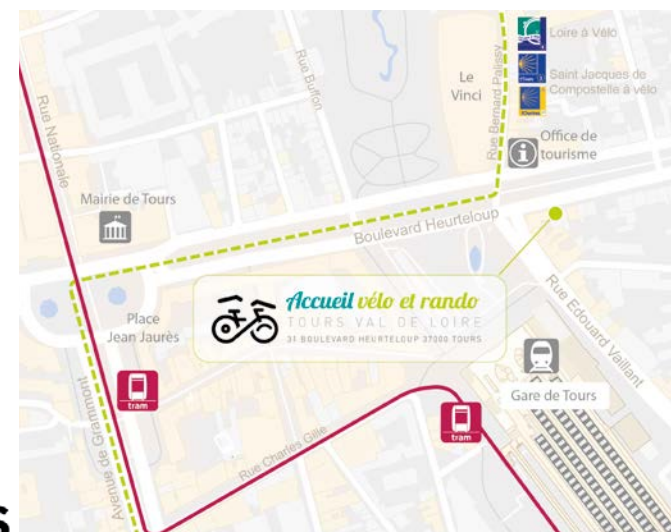 Loire à Vélo
Saint Jacques de
Compostelle à vélo
Le
Vinci
Rue Bernard Palissy
Rue Buffon
Rue Nationale
Office de
tourisme
Mairie de Tours
Boulevard Heurteloup
Accueil vélo et rando
TOURS VAL DE LOIRE
31 BOULEVARD HEURTELOUP 37000 TOURS
Place
Jean Jaurès
Rue Edouard Vaillant
tram
Gare de Tours
tram
Avenue de Grammont
Rue Charles Gille
S